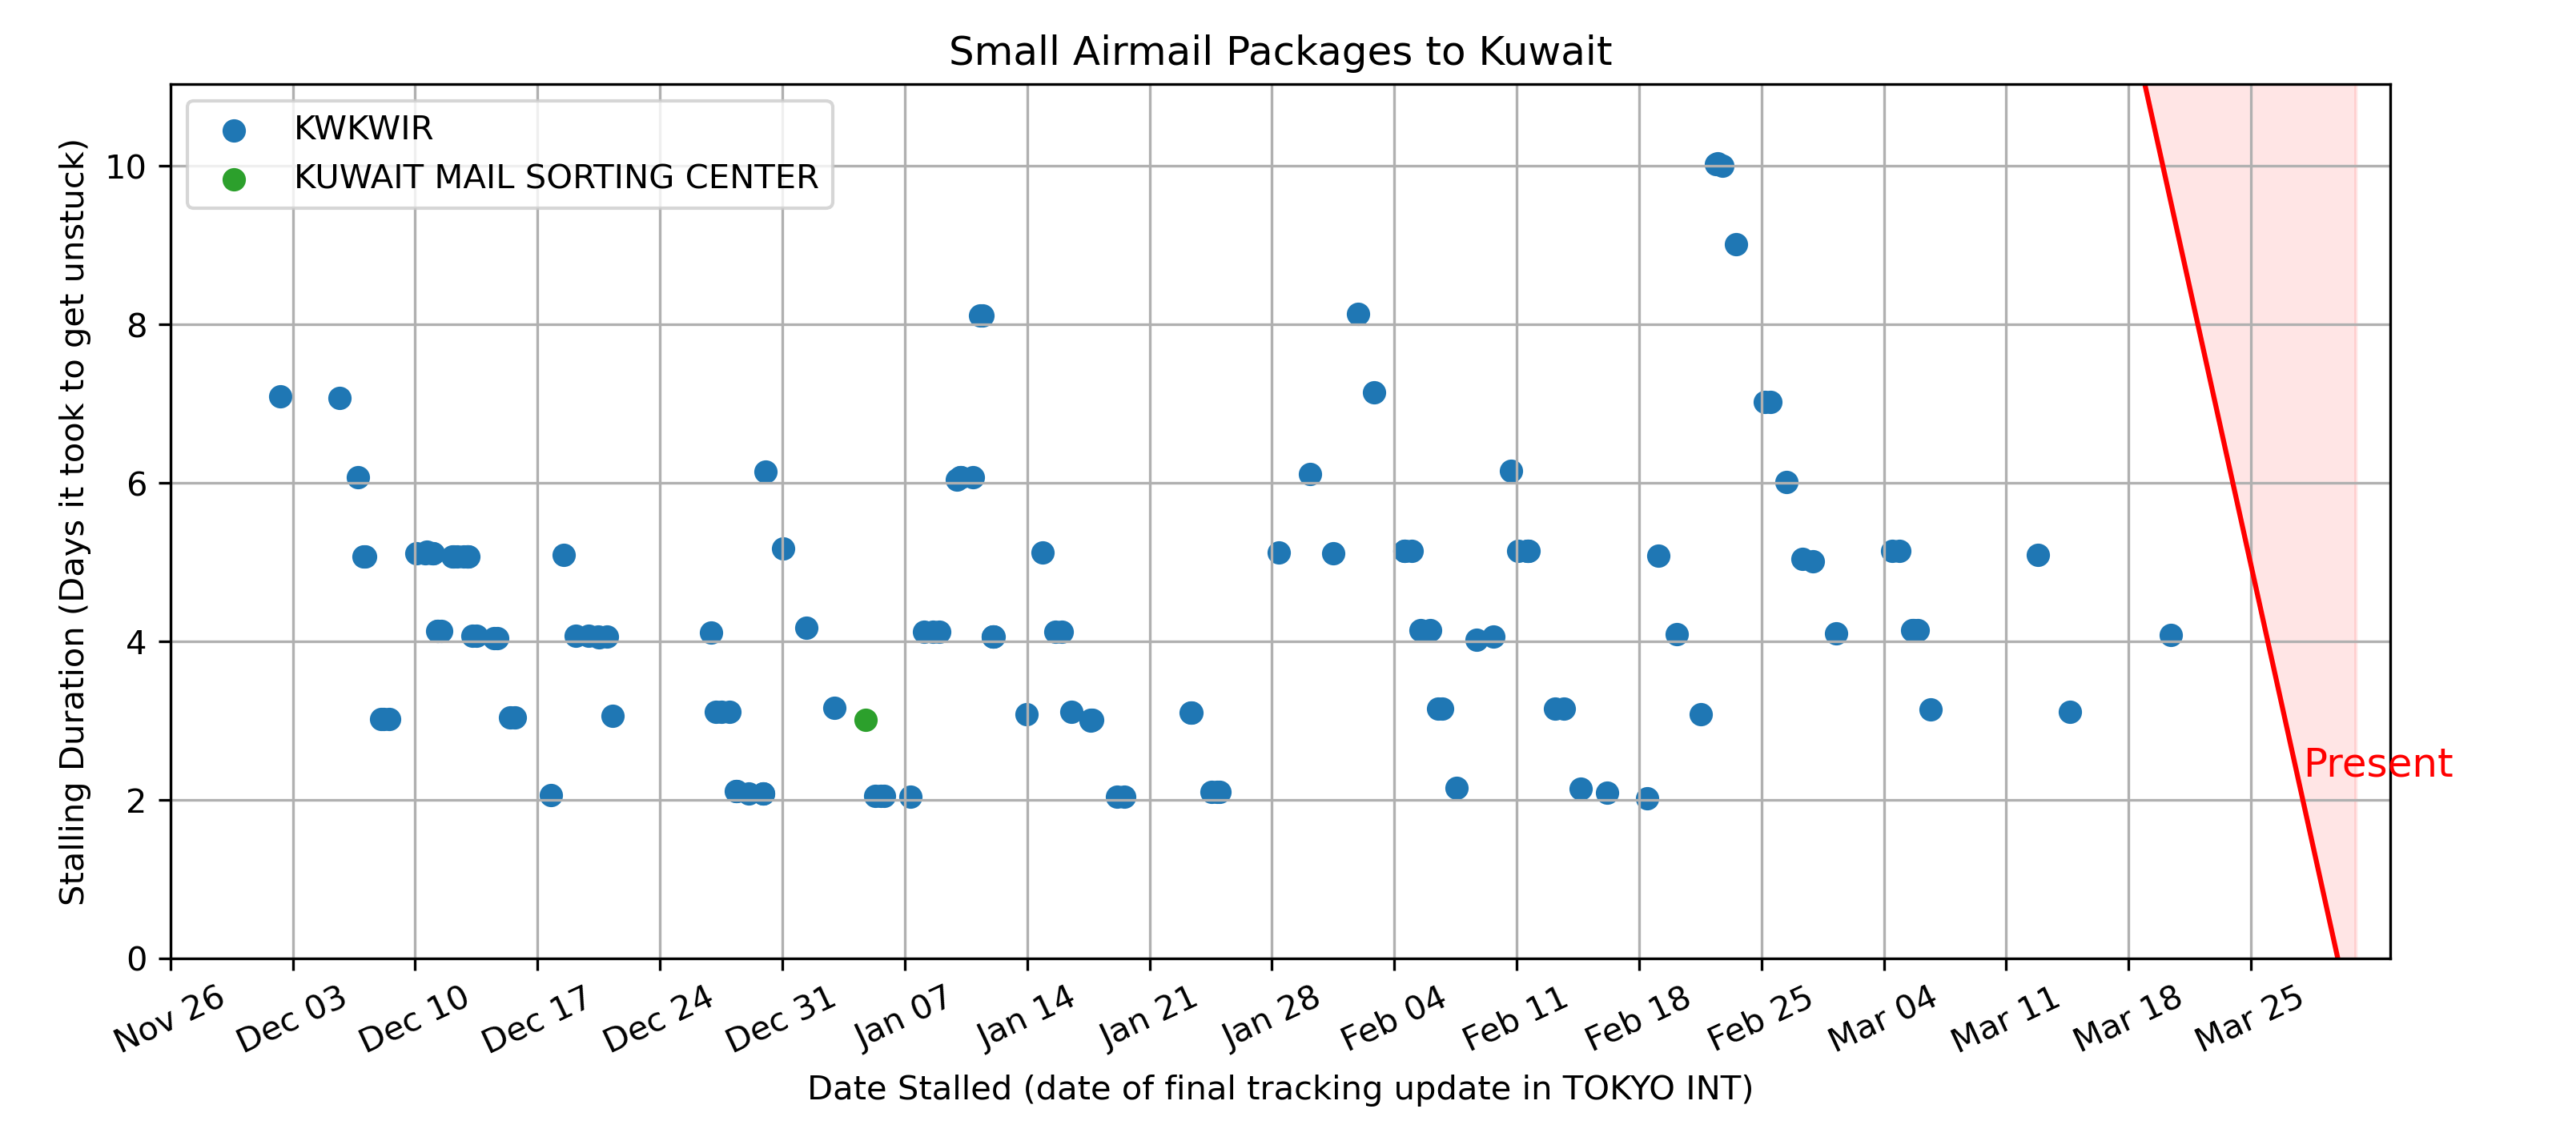 Small Airmail Packages to Kuwait
KWKWIR
KUWAIT MAIL SORTING CENTER
Stalling Duration (Days it took to get unstuck)
10
8
6
4
2
0
Present
Nov 26
Dec 03
Dec 10
Dec 17
Dec 24
Dec 31
Jan 07
Jan 14
Jan 21
Jan 28
Feb 04
Feb 11
Feb 18
Feb 25
Mar 04
Mar 11
Mar 18
Mar 25
Date Stalled (date of final tracking update in TOKYO INT)